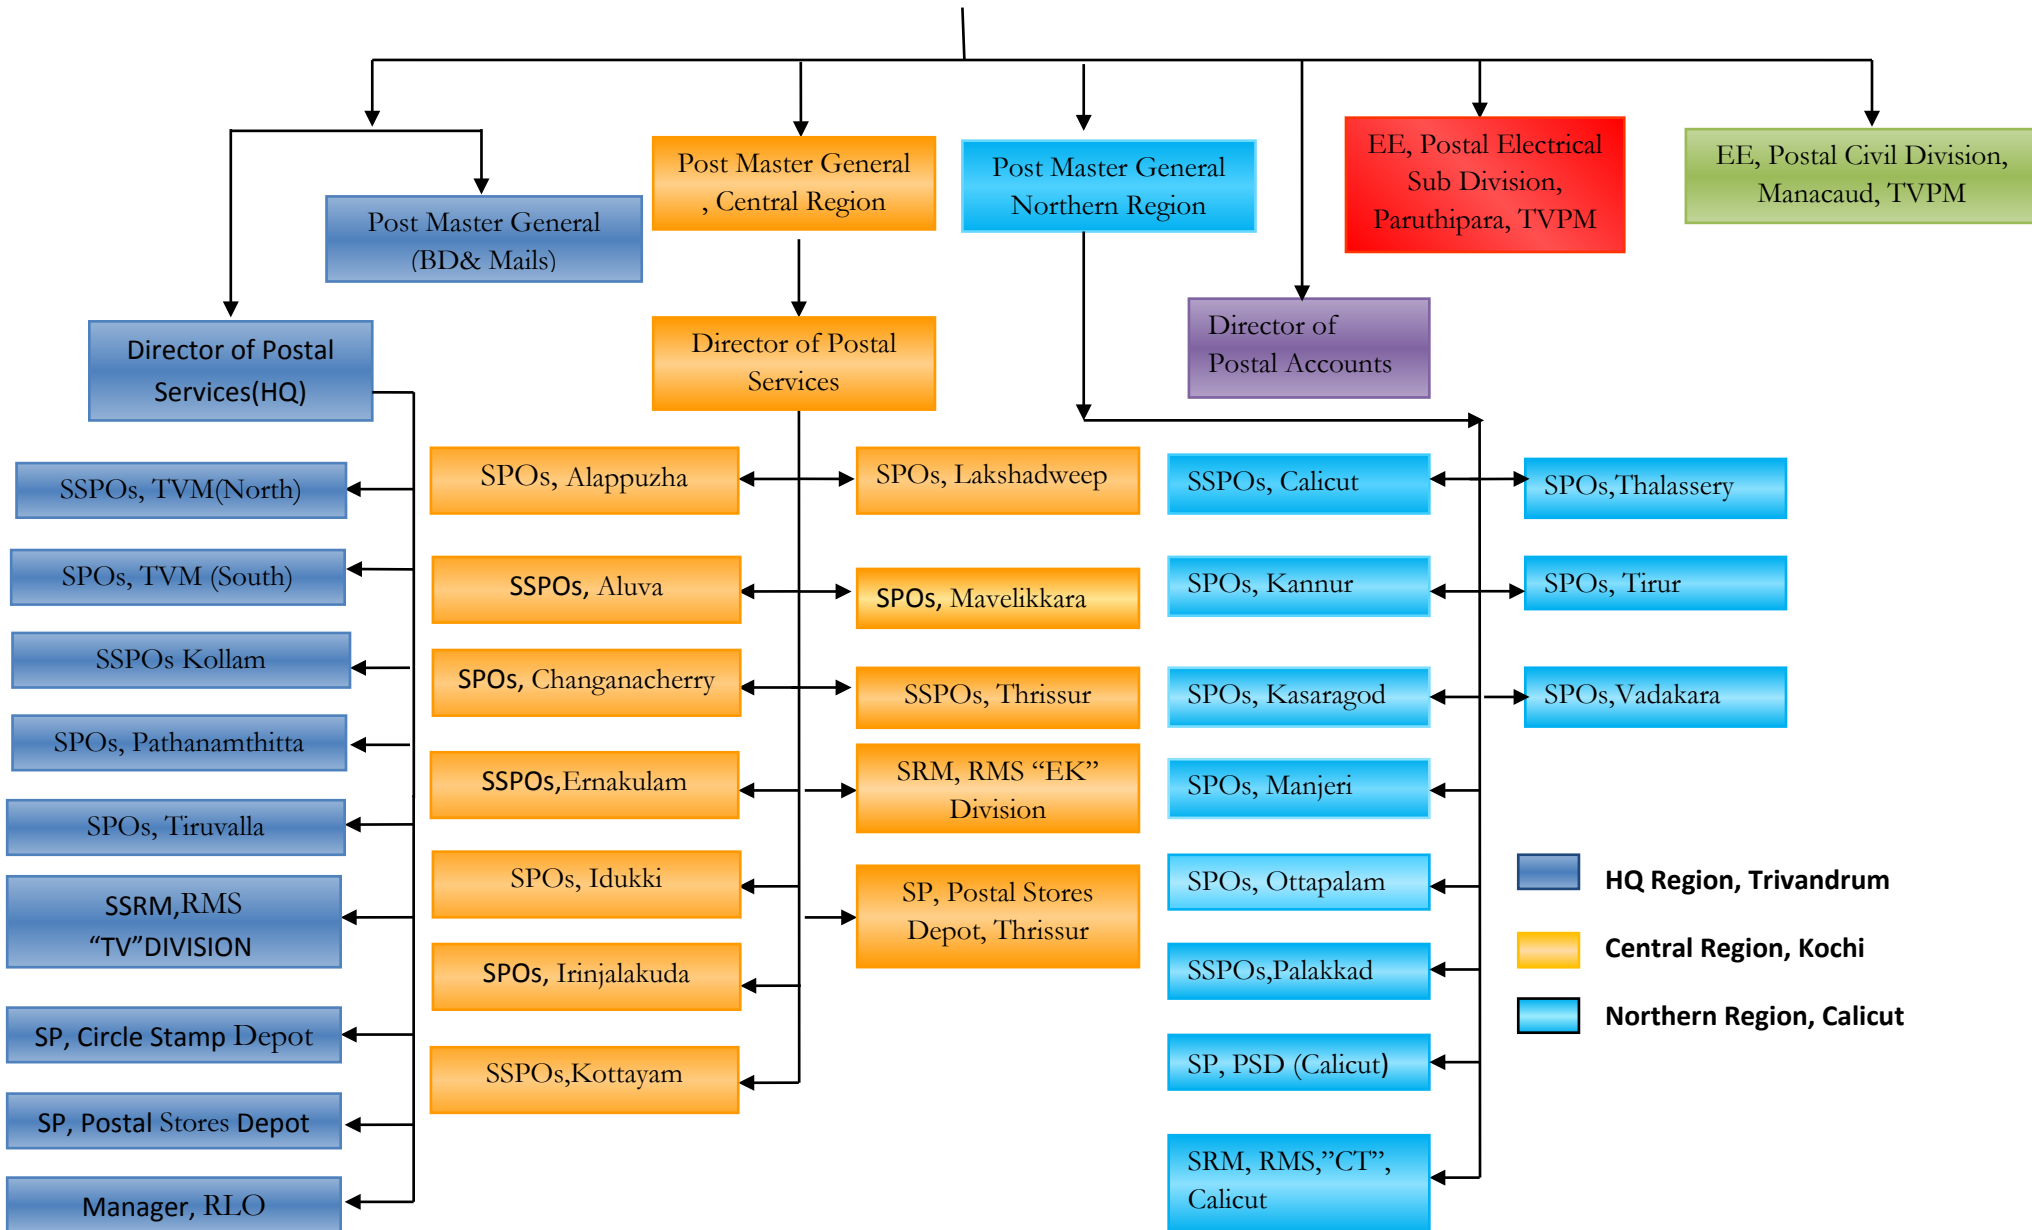 Post Master General
(BD& Mails)
Post Master General
, Central Region
Post Master General
Northern Region
EE, Postal Electrical
Sub Division,
Paruthipara, TVPM
EE, Postal Civil Division,
Manacaud, TVPM
Director of Postal
Services(HQ)
Director of Postal
Services
Director of
Postal Accounts
SSPOs, TVM(North)
SPOs, TVM (South)
SSPOs Kollam
SPOs, Pathanamthitta
SPOs, Tiruvalla
SSRM,RMS
“TV”DIVISION
SP, Circle Stamp Depot
SP, Postal Stores Depot
Manager, RLO
SPOs, Alappuzha
SSPOs, Aluva
SPOs, Changanacherry
SSPOs,Ernakulam
SPOs, Idukki
SPOs, Irinjalakuda
SSPOs,Kottayam
SPOs, Lakshadweep
SPOs, Mavelikkara
SSPOs, Thrissur
SRM, RMS “EK”
Division
SP, Postal Stores
Depot, Thrissur
SSPOs, Calicut
SPOs, Kannur
SPOs, Kasaragod
SPOs, Manjeri
SPOs, Ottapalam
SSPOs,Palakkad
SP, PSD (Calicut)
SRM, RMS,”CT”,
Calicut
SPOs,Thalassery
SPOs, Tirur
SPOs,Vadakara
HQ Region, Trivandrum
Central Region, Kochi
Northern Region, Calicut